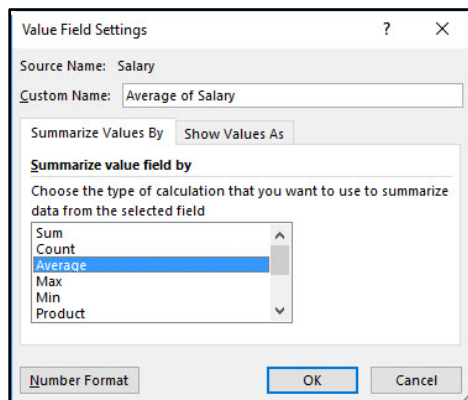 Value Field Settings ? ×
Source Name: Salary
Custom Name: Average of Salary
Summarize Values By Show Values As
Summarize value field by
Choose the type of calculation that you want to use to summarize
data from the selected field
Sum
Count
Average
Max
Min
Product
Number Format OK Cancel